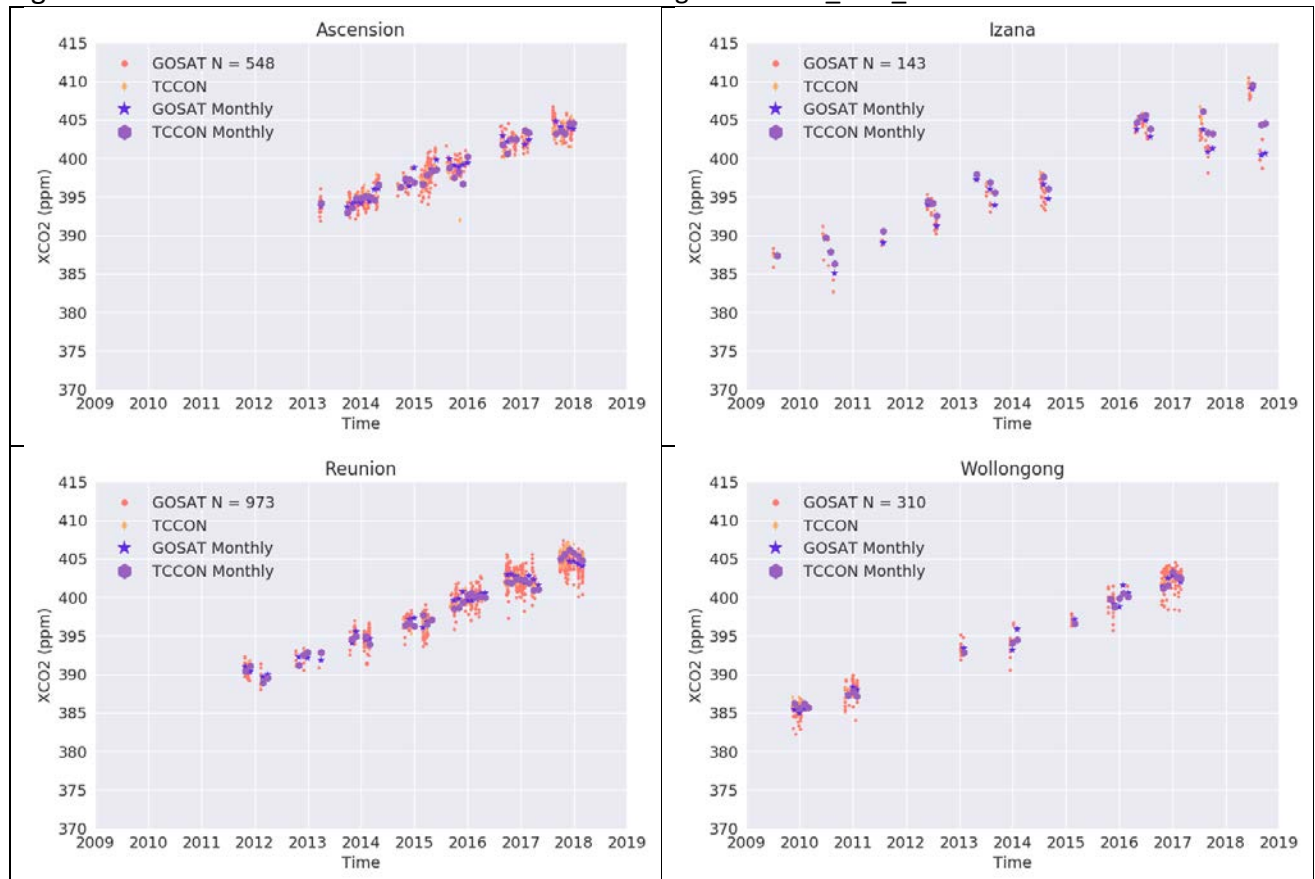 Ascension
415
410
405
400
395
390
385
380
375
370
XCO2 (ppm)
GOSAT N = 548
TCCON
GOSAT Monthly
TCCON Monthly
2009 2010 2011 2012 2013 2014 2015 2016 2017 2018 2019
Time
Izana
415
410
405
400
395
390
385
380
375
370
XCO2 (ppm)
GOSAT N = 143
TCCON
GOSAT Monthly
TCCON Monthly
2009 2010 2011 2012 2013 2014 2015 2016 2017 2018 2019
Time
Reunion
415
410
405
400
395
390
385
380
375
370
XCO2 (ppm)
GOSAT N = 973
TCCON
GOSAT Monthly
TCCON Monthly
2009 2010 2011 2012 2013 2014 2015 2016 2017 2018 2019
Time
Wollongong
415
410
405
400
395
390
385
380
375
370
XCO2 (ppm)
GOSAT N = 310
TCCON
GOSAT Monthly
TCCON Monthly
2009 2010 2011 2012 2013 2014 2015 2016 2017 2018 2019
Time